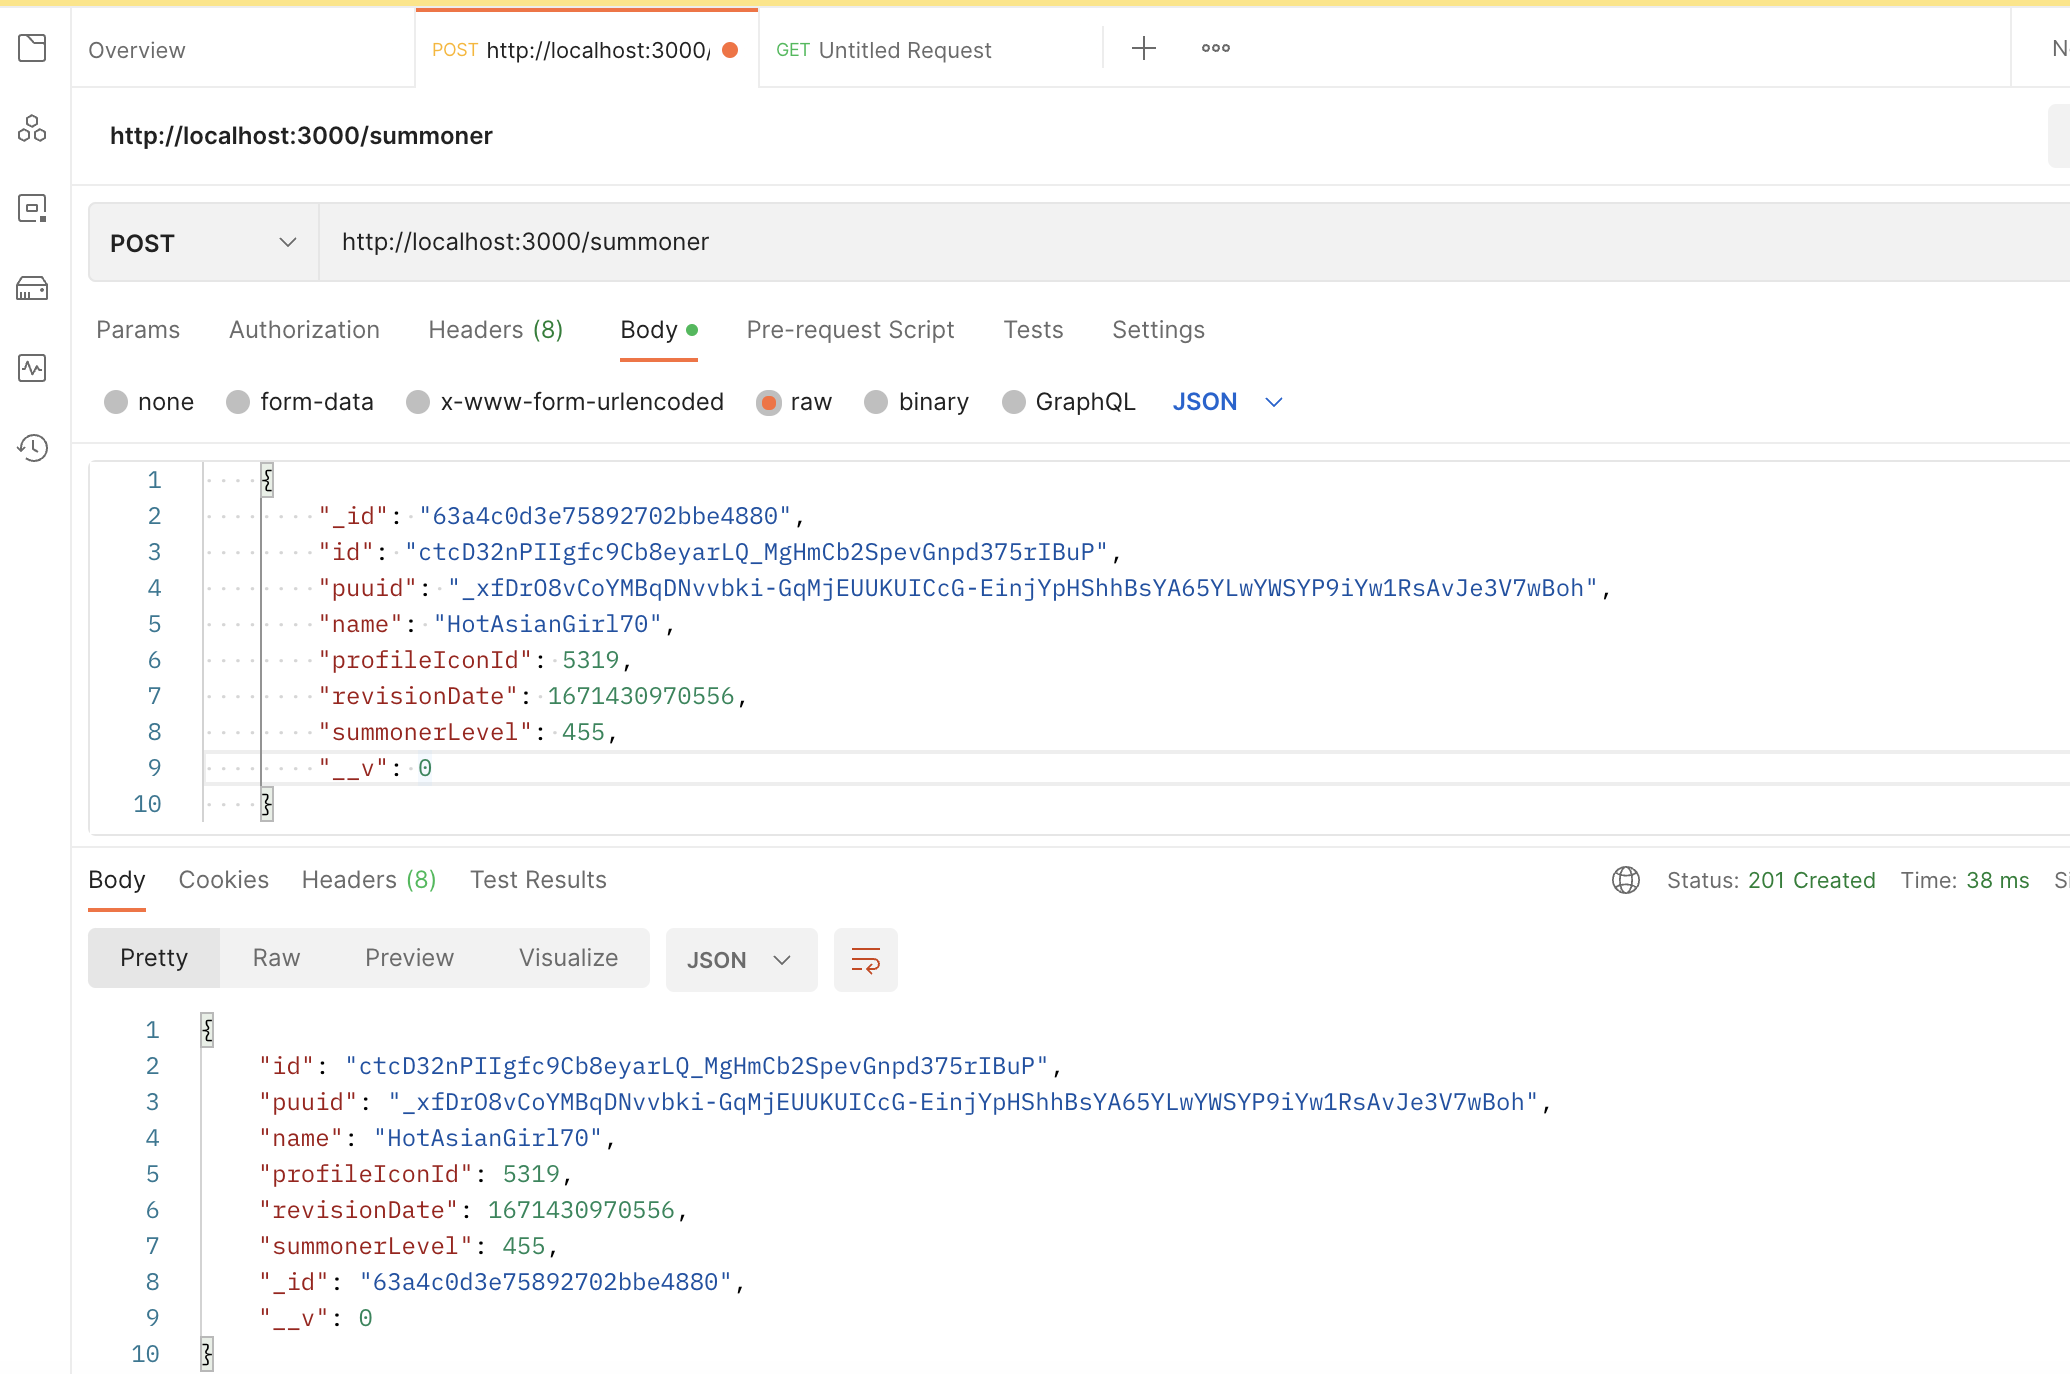 Overview
POST http://localhost:3000/
GET Untitled Request
http://localhost:3000/summoner
POST http://localhost:3000/summoner
Params Authorization Headers (8) Body Pre-request Script Tests Settings
none form-data x-www-form-urlencoded raw binary GraphQL JSON
1 {
2 "_id": "63a4c0d3e75892702bbe4880",
3 "id": "ctcD32nPIIgfc9Cb8eyarLQ_MgHmCb2SpevGnpd375rIBuP",
4 "puuid": "_xfDrO8vCoYMBqDNvvbki-GqMjEUUKUICcG-EinjYpHShhBsYA65YLwYWSYP9iYw1RsAvJe3V7wBoh",
5 "name": "HotAsianGirl70",
6 "profileIconId": 5319,
7 "revisionDate": 1671430970556,
8 "summonerLevel": 455,
9 "__v": 0
10 }
Body Cookies Headers (8) Test Results Status: 201 Created Time: 38 ms
Pretty Raw Preview Visualize JSON
1 {
2 "id": "ctcD32nPIIgfc9Cb8eyarLQ_MgHmCb2SpevGnpd375rIBuP",
3 "puuid": "_xfDrO8vCoYMBqDNvvbki-GqMjEUUKUICcG-EinjYpHShhBsYA65YLwYWSYP9iYw1RsAvJe3V7wBoh",
4 "name": "HotAsianGirl70",
5 "profileIconId": 5319,
6 "revisionDate": 1671430970556,
7 "summonerLevel": 455,
8 "_id": "63a4c0d3e75892702bbe4880",
9 "__v": 0
10 }